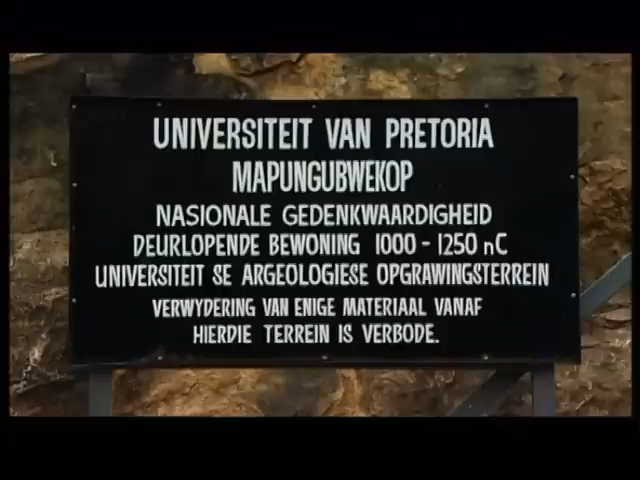 UNIVERSITEIT VAN PRETORIA
MAPUNGUBWEKOP
NASIONALE GEDENKWAARDIGHEID
DEURLOPENDE BEWONING 1000 - 1250 nC
UNIVERSITEIT SE ARGEOLOGIESE OPGRAWINGSTERREIN
VERWYDERING VAN ENIGE MATERIAAL VANAF
HIERDIE TERREIN IS VERBODE.